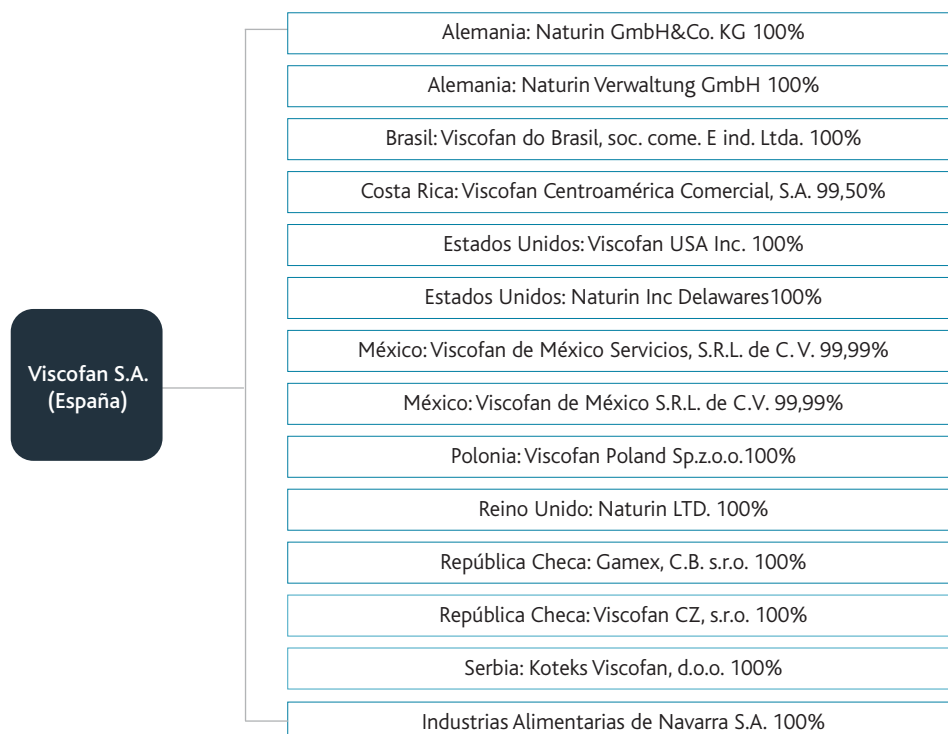 Alemania: Naturin GmbH&Co. KG 100%
Alemania: Naturin Verwaltung GmbH 100%
Brasil: Viscofan do Brasil, soc. come. E ind. Ltda. 100%
Costa Rica: Viscofan Centroamérica Comercial, S.A. 99,50%
Estados Unidos: Viscofan USA Inc. 100%
Estados Unidos: Naturin Inc Delawares100%
Viscofan S.A.
(España)
México: Viscofan de México Servicios, S.R.L. de C. V. 99,99%
México: Viscofan de México S.R.L. de C.V. 99,99%
Polonia: Viscofan Poland Sp.z.o.o.100%
Reino Unido: Naturin LTD. 100%
República Checa: Gamex, C.B. s.r.o. 100%
República Checa: Viscofan CZ, s.r.o. 100%
Serbia: Koteks Viscofan, d.o.o. 100%
Industrias Alimentarias de Navarra S.A. 100%